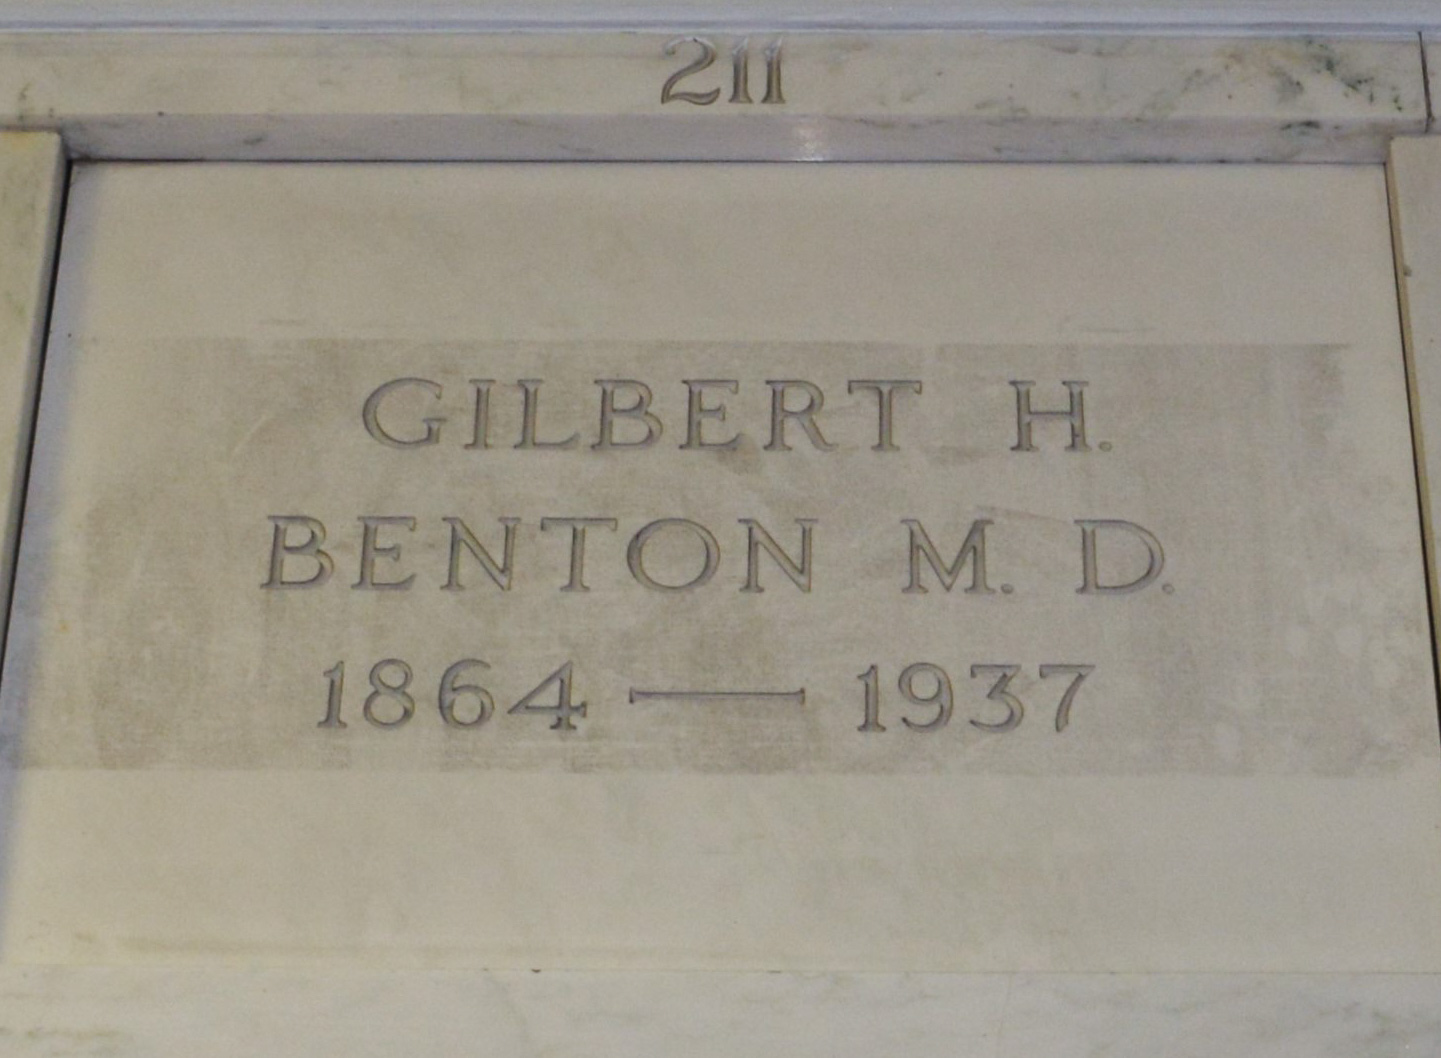 211
GILBERT H.
BENTON M. D.
1864 — 1937